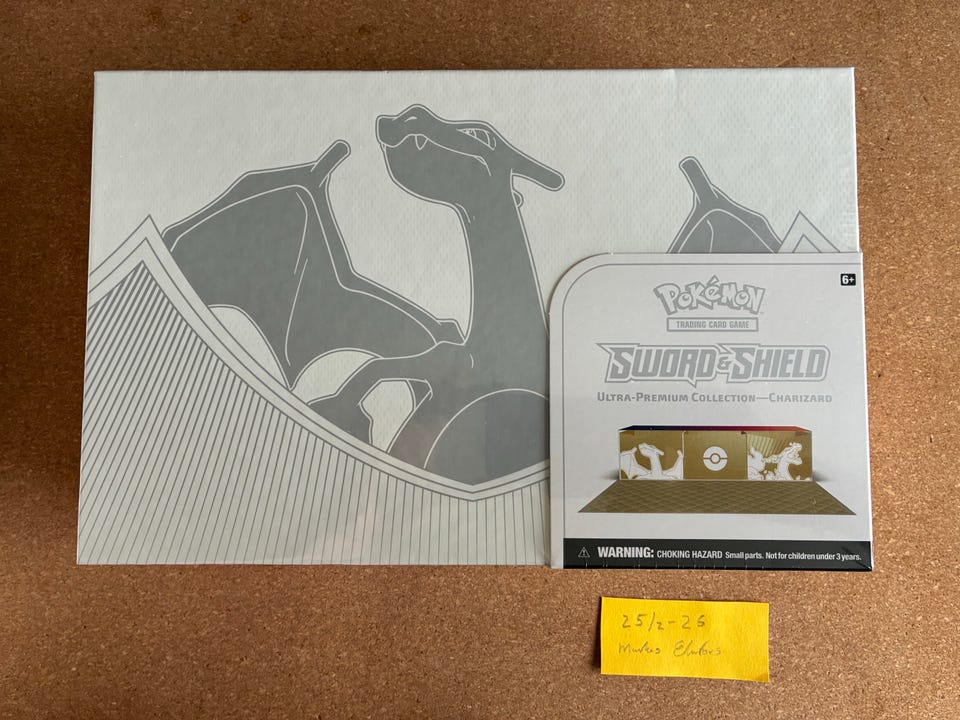 6+
POKéMON
TRADING CARD GAME
SWORD & SHIELD
ULTRA-PREMIUM COLLECTION—CHARIZARD
WARNING: CHOKING HAZARD Small parts. Not for children under 3 years.
25/2-25
Markus